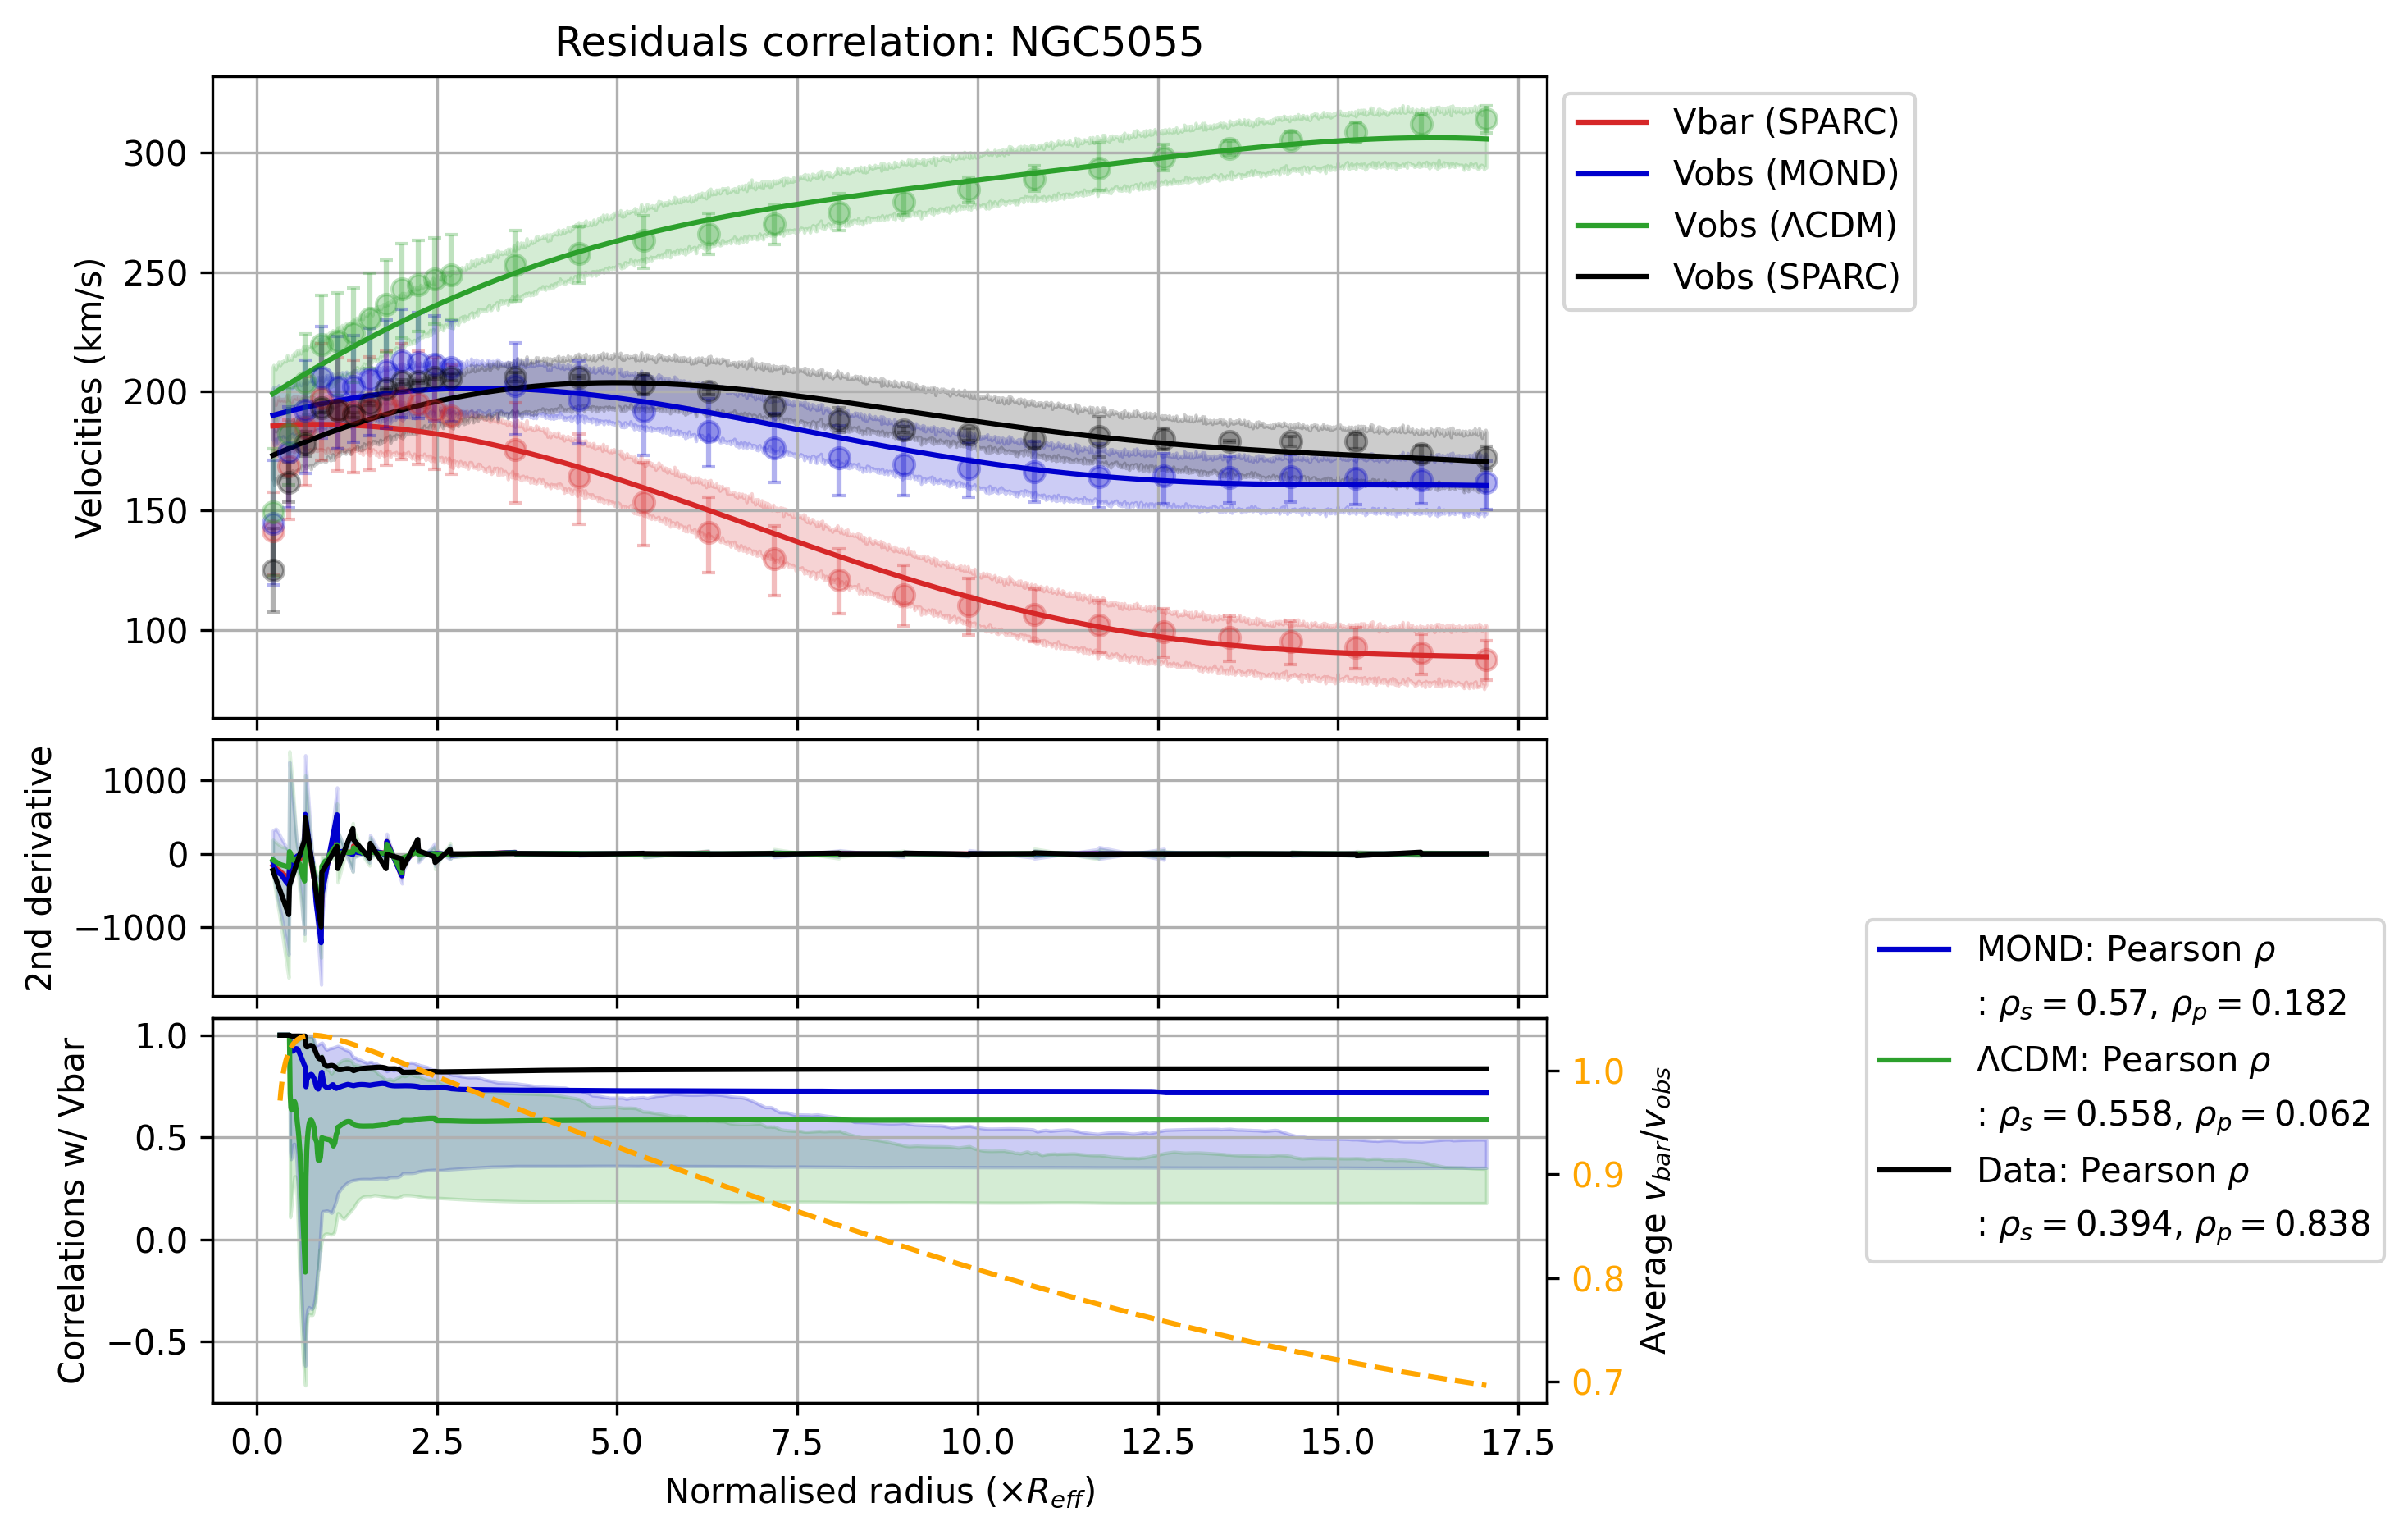 Residuals correlation: NGC5055
Velocities (km/s)
300
250
200
150
100
Vbar (SPARC)
Vobs (MOND)
Vobs (ΛCDM)
Vobs (SPARC)
2nd derivative
1000
0
−1000
Correlations w/ Vbar
1.0
0.5
0.0
−0.5
1.0
0.9
0.8
0.7
Average v_bar/v_obs
MOND: Pearson ρ
: ρ_s = 0.57, ρ_p = 0.182
ΛCDM: Pearson ρ
: ρ_s = 0.558, ρ_p = 0.062
Data: Pearson ρ
: ρ_s = 0.394, ρ_p = 0.838
0.0 2.5 5.0 7.5 10.0 12.5 15.0 17.5
Normalised radius (×R_eff)